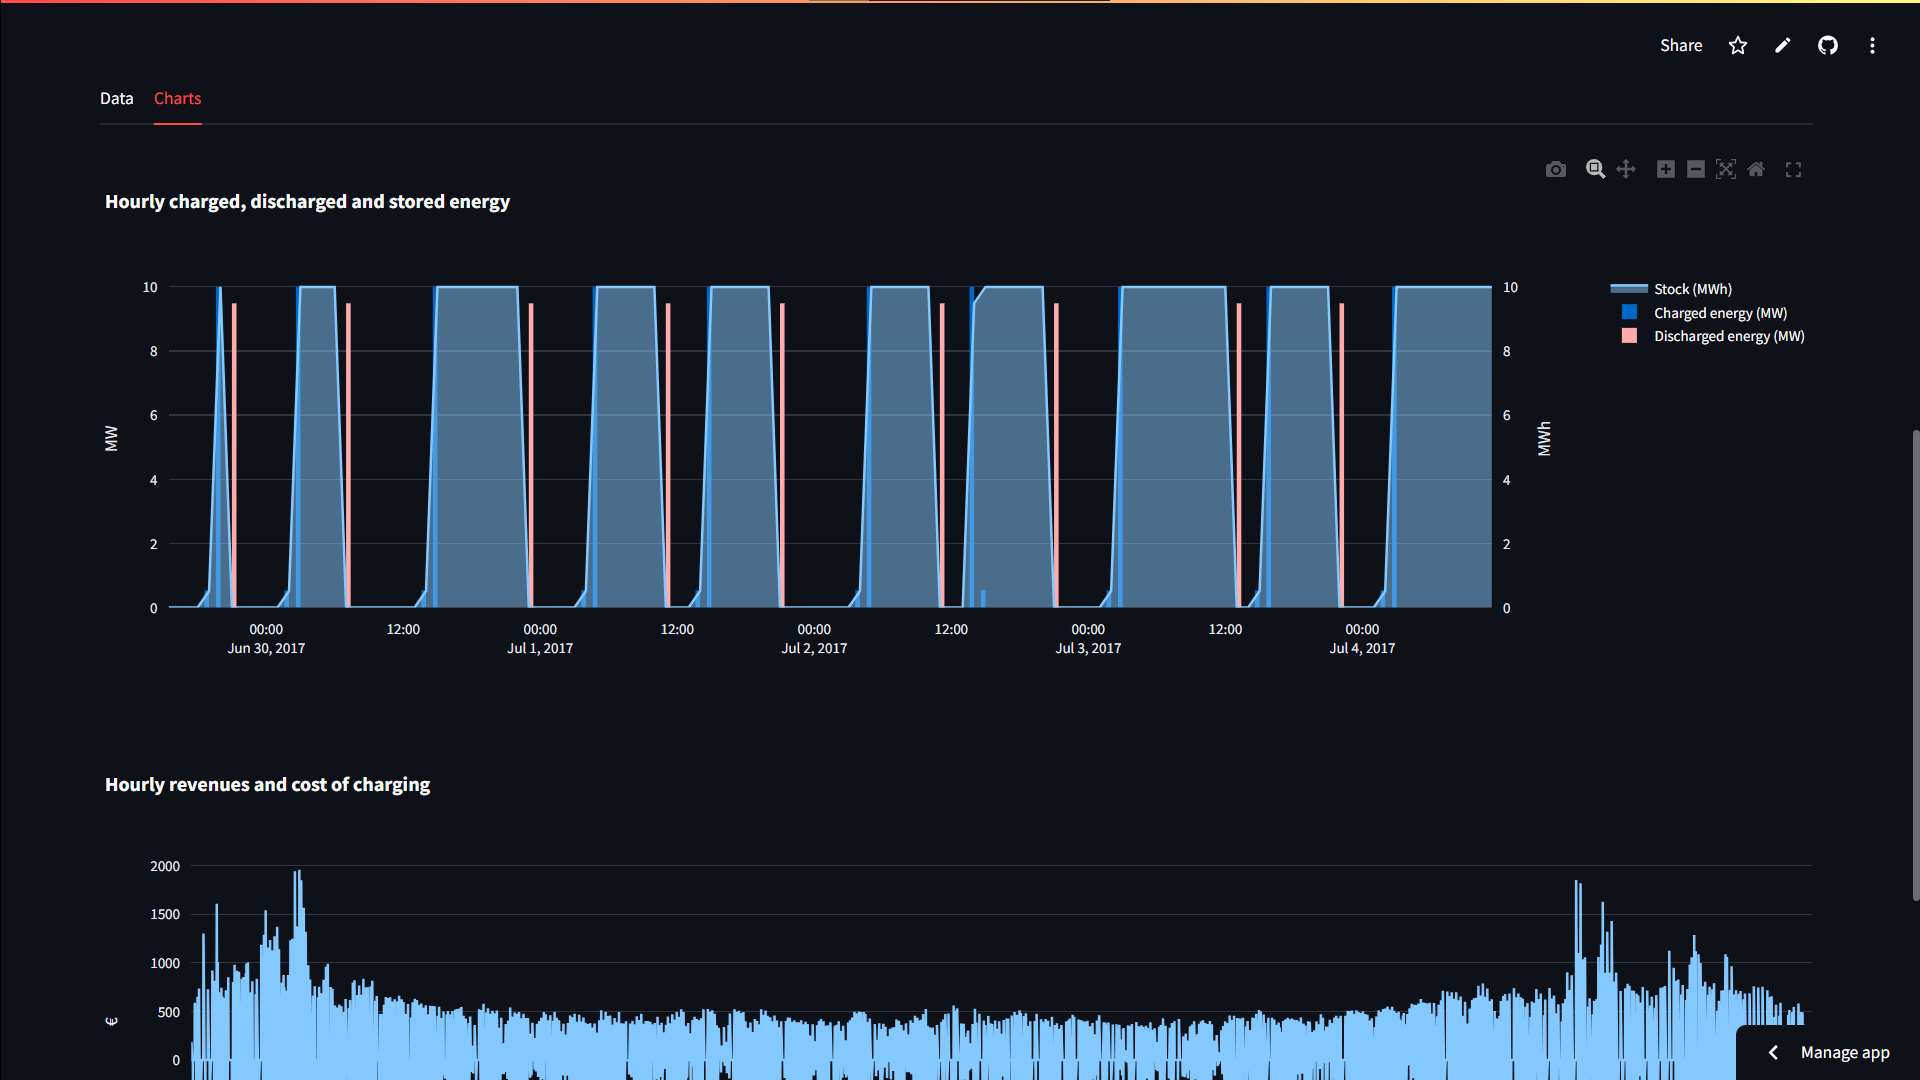 Share
Data Charts
Hourly charged, discharged and stored energy
10 10
8 8
6 6
4 4
2 2
0 0
MW
MWh
Stock (MWh)
Charged energy (MW)
Discharged energy (MW)
00:00 12:00 00:00 12:00 00:00 12:00 00:00 12:00 00:00
Jun 30, 2017 Jul 1, 2017 Jul 2, 2017 Jul 3, 2017 Jul 4, 2017
Hourly revenues and cost of charging
2000
1500
1000
500
0
€
Manage app